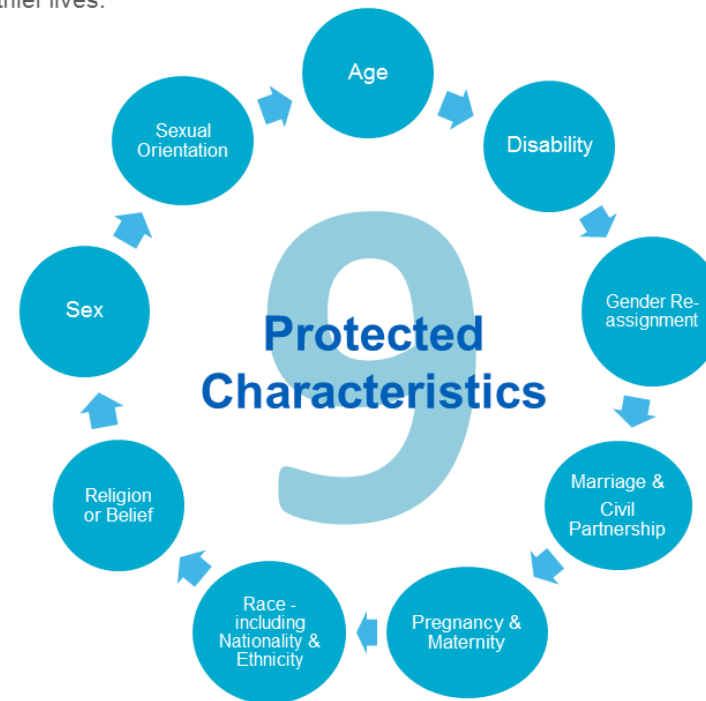 Age
Disability
Gender Re-
assignment
Marriage &
Civil
Partnership
Pregnancy &
Maternity
Race -
including
Nationality &
Ethnicity
Religion
or Belief
Sex
Sexual
Orientation
9
Protected
Characteristics